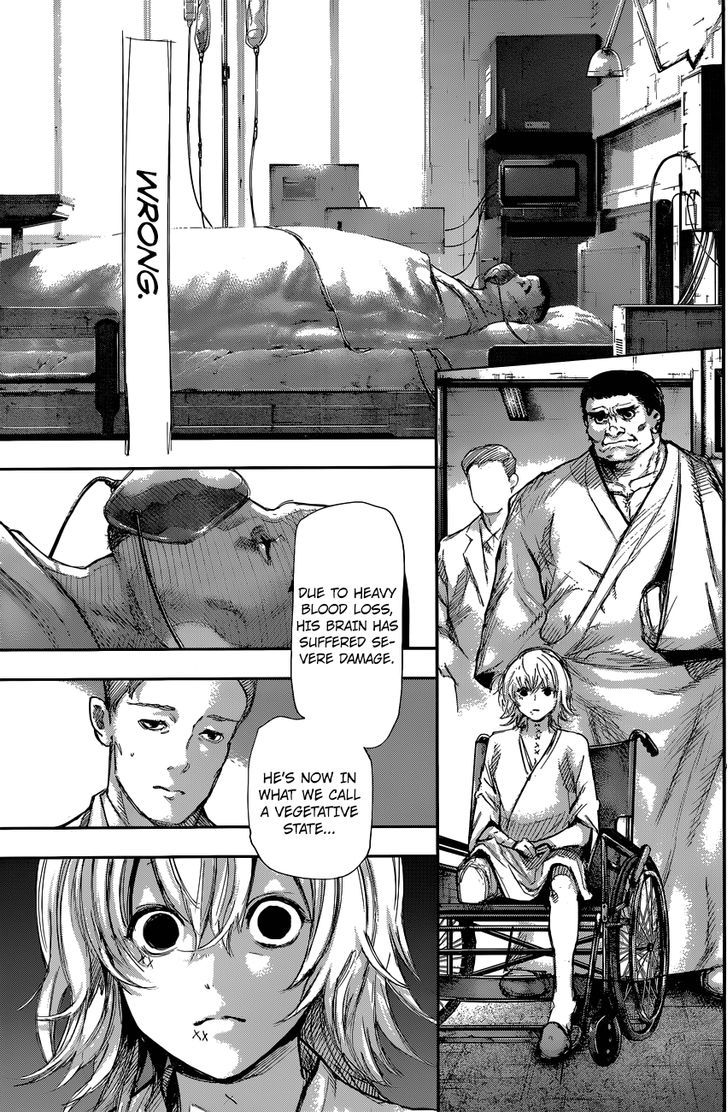 WRONG.
DUE TO HEAVY
BLOOD LOSS,
HIS BRAIN HAS
SUFFERED SE-
VERE DAMAGE.
HE'S NOW IN
WHAT WE CALL
A VEGETATIVE
STATE...